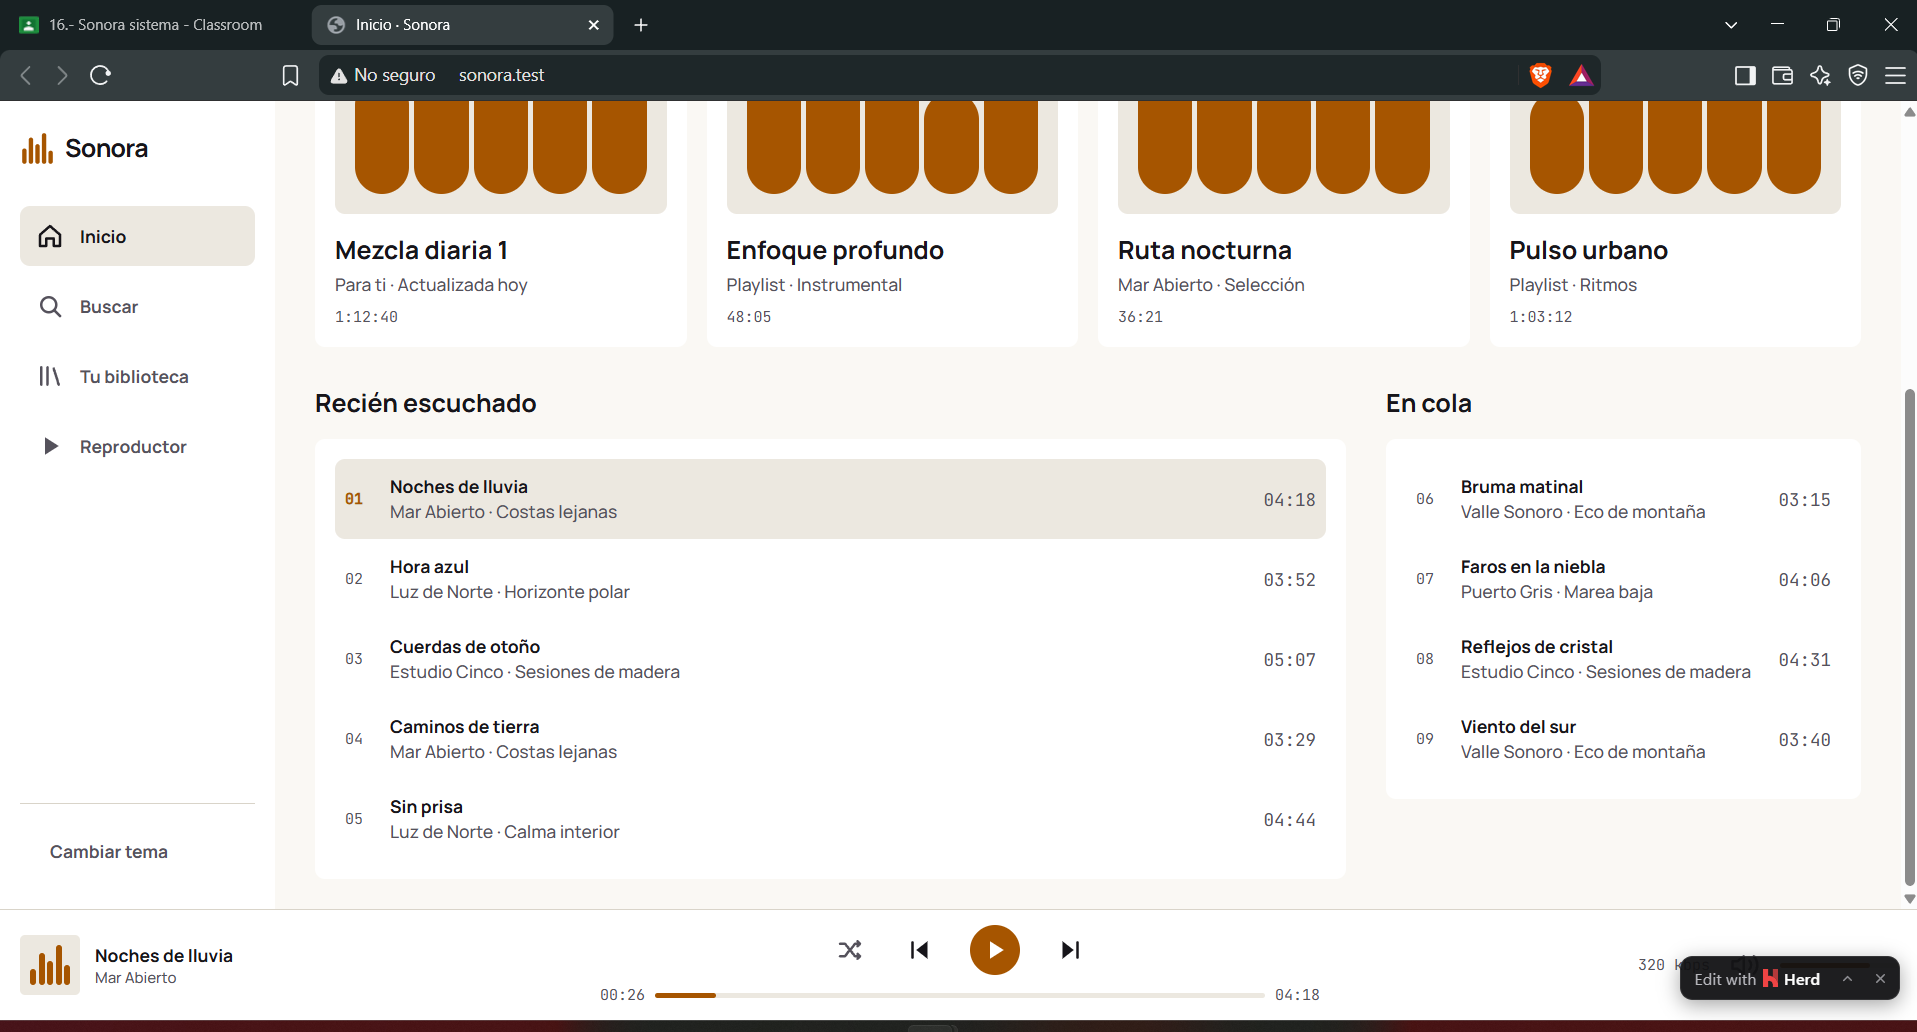 16.- Sonora sistema - Classroom
Inicio · Sonora
No seguro
sonora.test
Sonora
Inicio
Buscar
Tu biblioteca
Reproductor
Cambiar tema
Mezcla diaria 1
Para ti · Actualizada hoy
1:12:40
Enfoque profundo
Playlist · Instrumental
48:05
Ruta nocturna
Mar Abierto · Selección
36:21
Pulso urbano
Playlist · Ritmos
1:03:12
Recién escuchado
01
Noches de lluvia
Mar Abierto · Costas lejanas
04:18
02
Hora azul
Luz de Norte · Horizonte polar
03:52
03
Cuerdas de otoño
Estudio Cinco · Sesiones de madera
05:07
04
Caminos de tierra
Mar Abierto · Costas lejanas
03:29
05
Sin prisa
Luz de Norte · Calma interior
04:44
En cola
06
Bruma matinal
Valle Sonoro · Eco de montaña
03:15
07
Faros en la niebla
Puerto Gris · Marea baja
04:06
08
Reflejos de cristal
Estudio Cinco · Sesiones de madera
04:31
09
Viento del sur
Valle Sonoro · Eco de montaña
03:40
Noches de lluvia
Mar Abierto
00:26
04:18
320
Edit with Herd